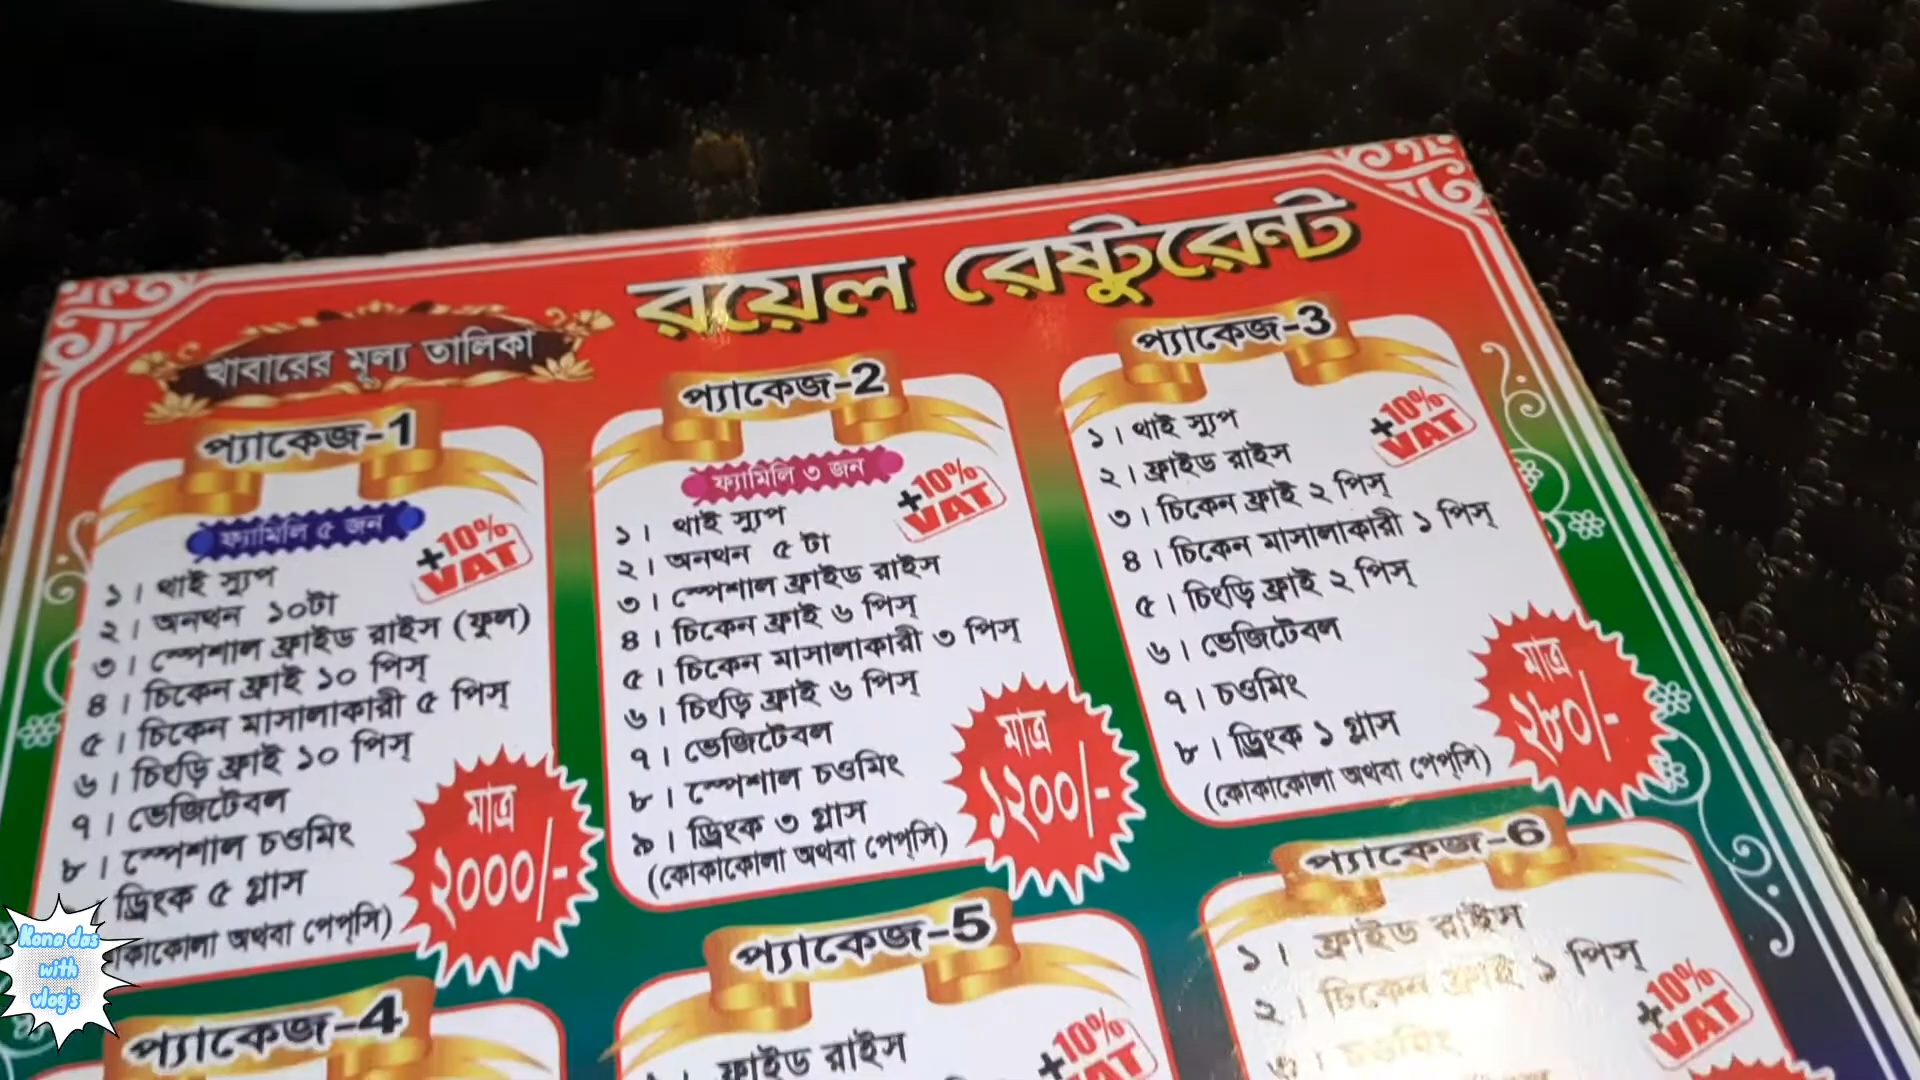 রয়েল রেষ্টুরেন্ট
খাবারের মূল্য তালিকা
প্যাকেজ-1
ফ্যামিলি ৫ জন
+10%
VAT
১। থাই স্যুপ
২। অনথন ১০টা
৩। স্পেশাল ফ্রাইড রাইস (ফুল)
৪। চিকেন ফ্রাই ১০ পিস্
৫। চিকেন মাসালাকারী ৫ পিস্
৬। চিংড়ি ফ্রাই ১০ পিস্
৭। ভেজিটেবল
৮। স্পেশাল চওমিং
ড্রিংক ৫ গ্লাস
অথবা পেপ্‌সি)
মাত্র
২০০০/-
প্যাকেজ-2
ফ্যামিলি ৩ জন
+10%
VAT
১। থাই স্যুপ
২। অনথন ৫ টা
৩। স্পেশাল ফ্রাইড রাইস
৪। চিকেন ফ্রাই ৬ পিস্
৫। চিকেন মাসালাকারী ৩ পিস্
৬। চিংড়ি ফ্রাই ৬ পিস্
৭। ভেজিটেবল
৮। স্পেশাল চওমিং
৯। ড্রিংক ৩ গ্লাস
(কোকাকোলা অথবা পেপ্‌সি)
মাত্র
১২০০/-
প্যাকেজ-3
+10%
VAT
১। থাই স্যুপ
২। ফ্রাইড রাইস
৩। চিকেন ফ্রাই ২ পিস্
৪। চিকেন মাসালাকারী ১ পিস্
৫। চিংড়ি ফ্রাই ২ পিস্
৬। ভেজিটেবল
৭। চওমিং
৮। ড্রিংক ১ গ্লাস
(কোকাকোলা অথবা পেপ্‌সি)
মাত্র
২৮০/-
প্যাকেজ-4
প্যাকেজ-5
+10%
VAT
ফ্রাইড রাইস
প্যাকেজ-6
১। ফ্রাইড রাইস
২। চিকেন ফ্রাই ১ পিস্
৩। চওমিং
+10%
VAT
Kona das
with
vlog's